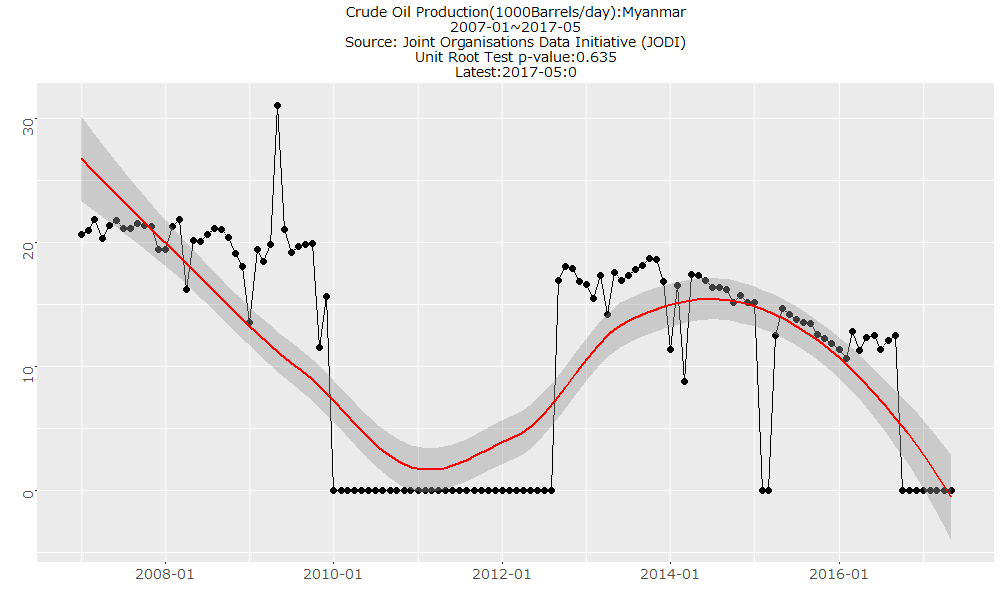 Crude Oil Production(1000Barrels/day):Myanmar
2007-01~2017-05
Source: Joint Organisations Data Initiative (JODI)
Unit Root Test p-value:0.635
Latest:2017-05:0
30
20
10
0
2008-01
2010-01
2012-01
2014-01
2016-01